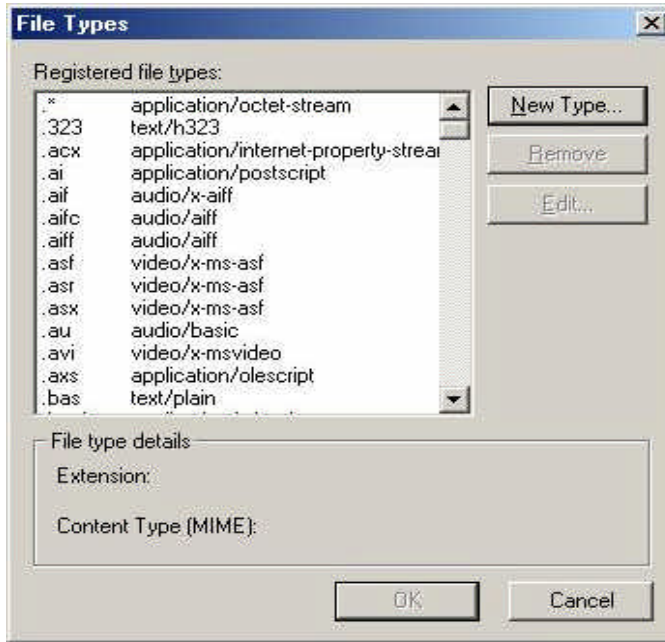 File Types
Registered file types:
.* application/octet-stream
.323 text/h323
.acx application/internet-property-strear
.ai application/postscript
.aif audio/x-aiff
.aifc audio/aiff
.aiff audio/aiff
.asf video/x-ms-asf
.asr video/x-ms-asf
.asx video/x-ms-asf
.au audio/basic
.avi video/x-msvideo
.axs application/olescript
.bas text/plain
New Type...
Remove
Edit...
File type details
Extension:
Content Type (MIME):
OK
Cancel